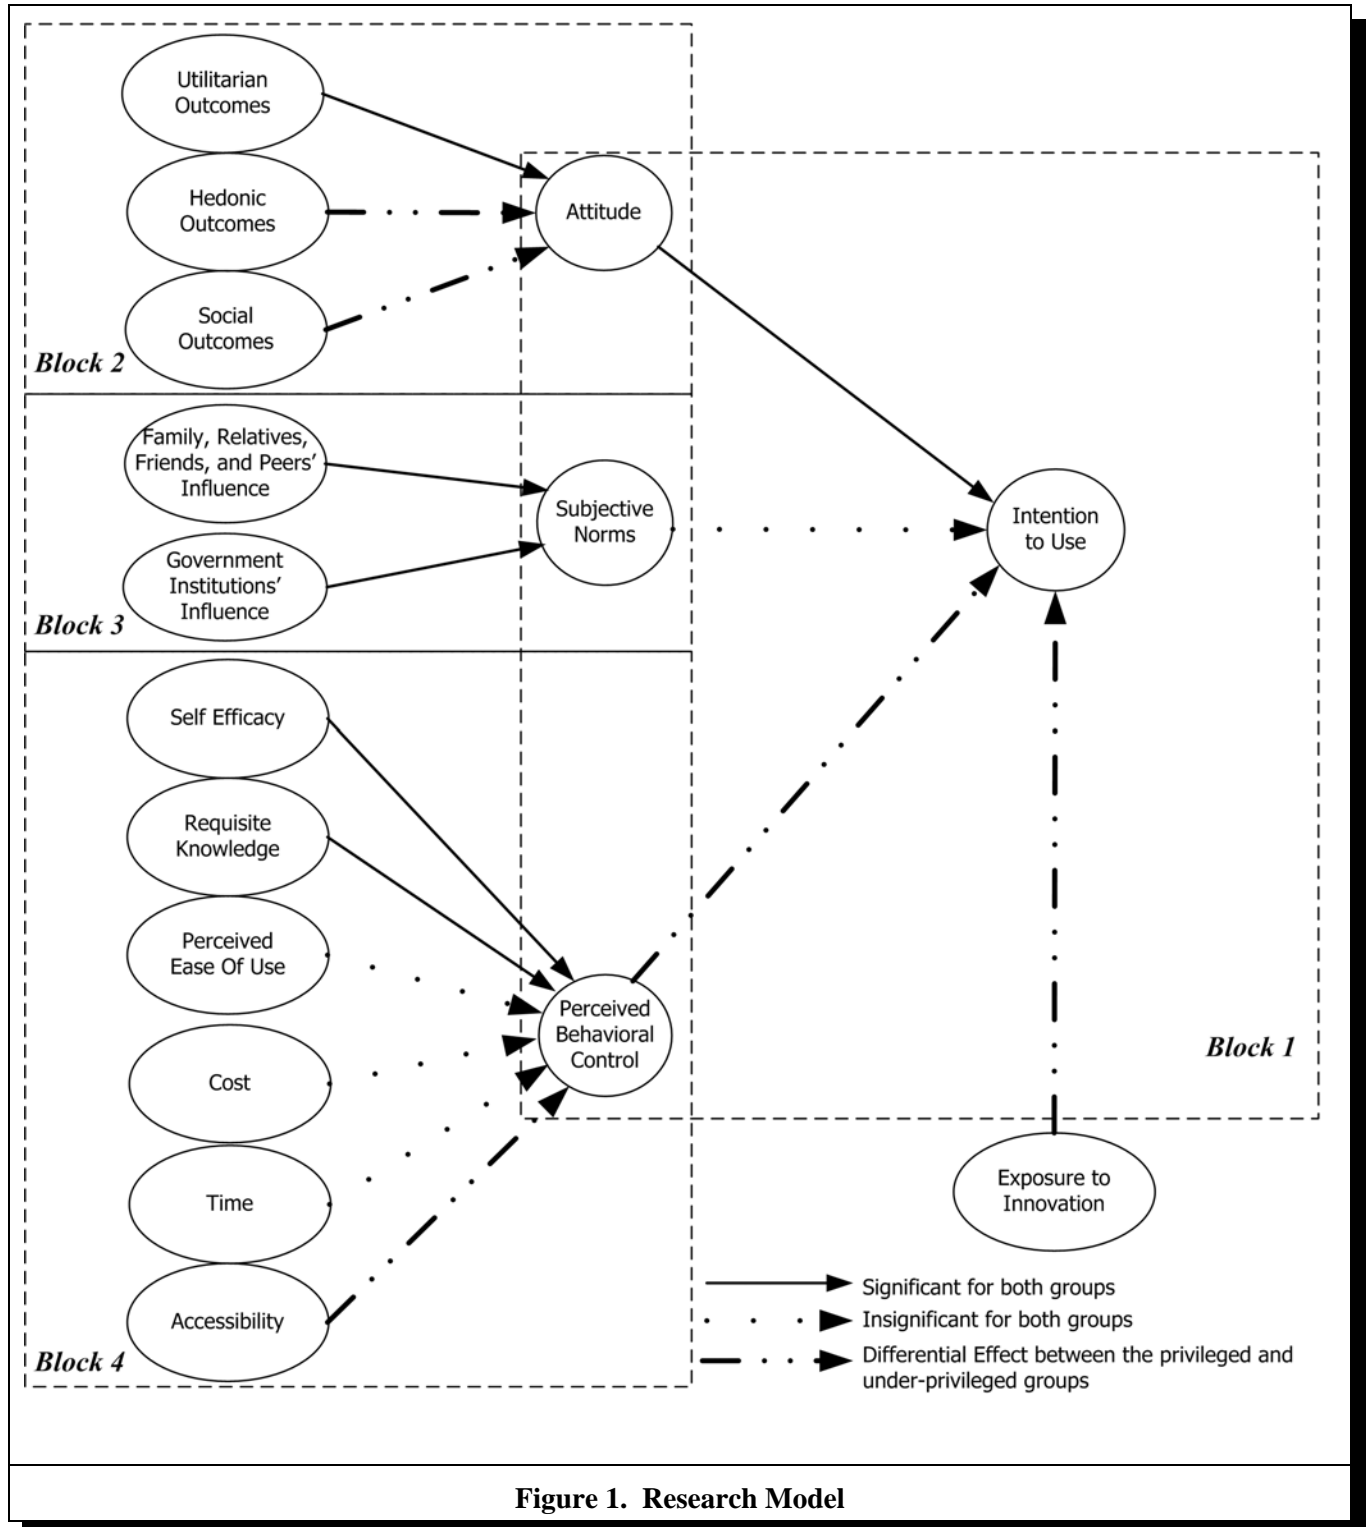 Utilitarian
Outcomes
Hedonic
Outcomes
Attitude
Social
Outcomes
Block 2
Family, Relatives,
Friends, and Peers’
Influence
Subjective
Norms
Intention
to Use
Government
Institutions’
Influence
Block 3
Self Efficacy
Requisite
Knowledge
Perceived
Ease Of Use
Perceived
Behavioral
Control
Cost
Block 1
Time
Exposure to
Innovation
Accessibility
Block 4
Significant for both groups
Insignificant for both groups
Differential Effect between the privileged and
under-privileged groups
Figure 1. Research Model